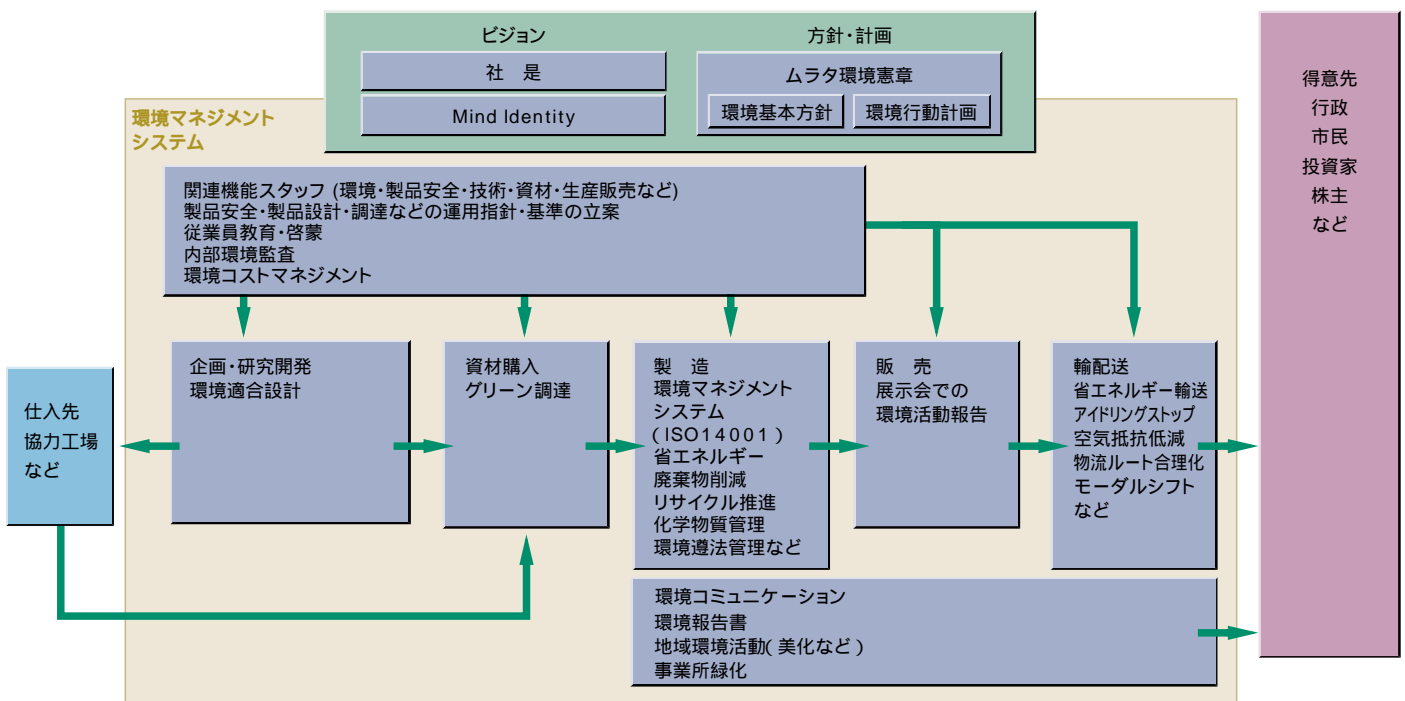 ビジョン
社 是
Mind Identity
方針・計画
ムラタ環境憲章
環境基本方針
環境行動計画
環境マネジメント
システム
関連機能スタッフ (環境・製品安全・技術・資材・生産販売など)
製品安全・製品設計・調達などの運用指針・基準の立案
従業員教育・啓蒙
内部環境監査
環境コストマネジメント
仕入先
協力工場
など
企画・研究開発
環境適合設計
資材購入
グリーン調達
製 造
環境マネジメント
システム
(ISO14001)
省エネルギー
廃棄物削減
リサイクル推進
化学物質管理
環境遵法管理など
販 売
展示会での
環境活動報告
輸配送
省エネルギー輸送
アイドリングストップ
空気抵抗低減
物流ルート合理化
モーダルシフト
など
環境コミュニケーション
環境報告書
地域環境活動(美化など)
事業所緑化
得意先
行政
市民
投資家
株主
など